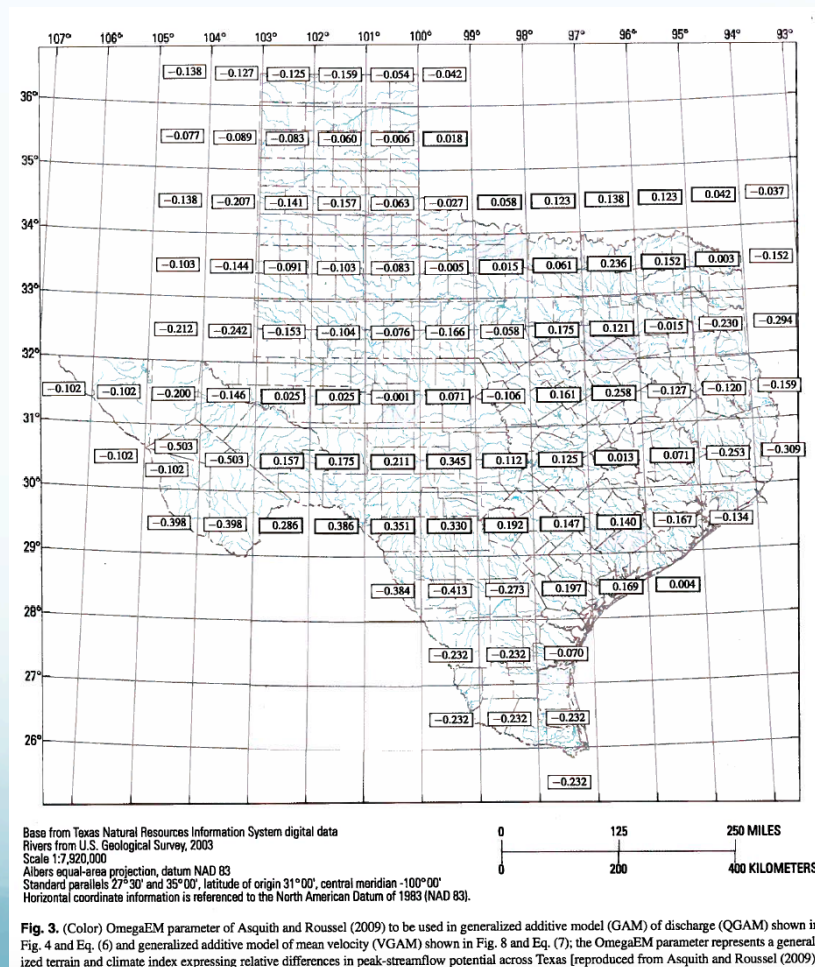 107° 106° 105° 104° 103° 102° 101° 100° 99° 98° 97° 96° 95° 94° 93°
−0.138 −0.127 −0.125 −0.159 −0.054 −0.042
36°
−0.077 −0.089 −0.083 −0.060 −0.006 0.018
35°
−0.138 −0.207 −0.141 −0.157 −0.063 −0.027 0.058 0.123 0.138 0.123 0.042 −0.037
34°
−0.103 −0.144 −0.091 −0.103 −0.083 −0.005 0.015 0.061 0.236 0.152 0.003 −0.152
33°
−0.212 −0.242 −0.153 −0.104 −0.076 −0.166 −0.058 0.175 0.121 −0.015 −0.230 −0.294
32°
−0.102 −0.102 −0.200 −0.146 0.025 0.025 −0.001 0.071 −0.106 0.161 0.258 −0.127 −0.120 −0.159
31°
−0.102 −0.503 −0.503 0.157 0.175 0.211 0.345 0.112 0.125 0.013 0.071 −0.253 −0.309
−0.102
30°
−0.398 −0.398 0.286 0.386 0.351 0.330 0.192 0.147 0.140 −0.167 −0.134
29°
−0.384 −0.413 −0.273 0.197 0.169 0.004
28°
−0.232 −0.232 −0.070
27°
−0.232 −0.232 −0.232
26°
−0.232
Base from Texas Natural Resources Information System digital data
Rivers from U.S. Geological Survey, 2003
Scale 1:7,920,000
Albers equal-area projection, datum NAD 83
Standard parallels 27°30' and 35°00', latitude of origin 31°00', central meridian -100°00'
Horizontal coordinate information is referenced to the North American Datum of 1983 (NAD 83).
0 125 250 MILES
0 200 400 KILOMETERS
Fig. 3. (Color) OmegaEM parameter of Asquith and Roussel (2009) to be used in generalized additive model (GAM) of discharge (QGAM) shown in
Fig. 4 and Eq. (6) and generalized additive model of mean velocity (VGAM) shown in Fig. 8 and Eq. (7); the OmegaEM parameter represents a general-
ized terrain and climate index expressing relative differences in peak-streamflow potential across Texas [reproduced from Asquith and Roussel (2009)